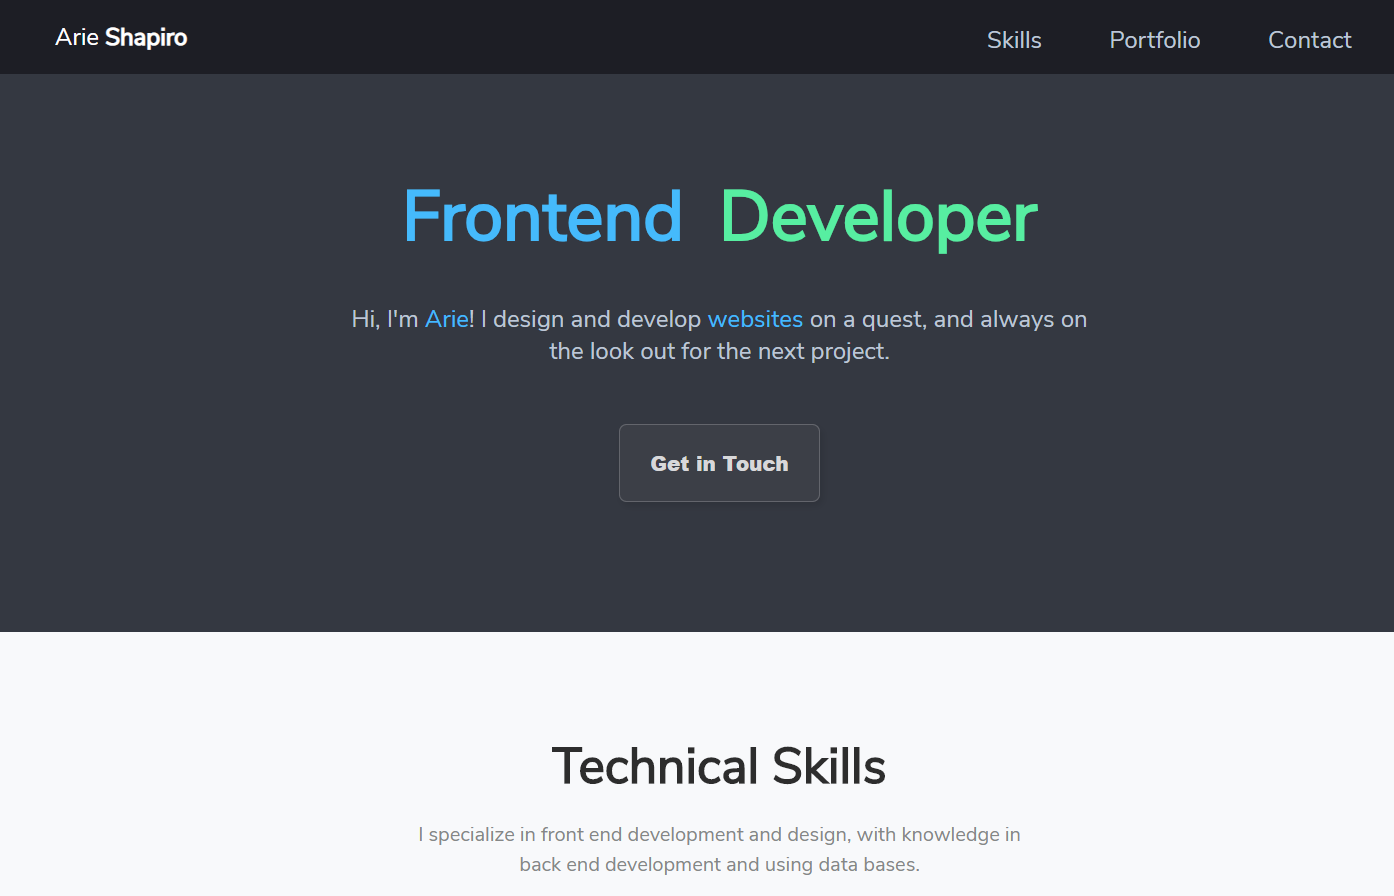 Arie Shapiro
Skills Portfolio Contact
Frontend Developer
Hi, I'm Arie! I design and develop websites on a quest, and always on
the look out for the next project.
Get in Touch
Technical Skills
I specialize in front end development and design, with knowledge in
back end development and using data bases.